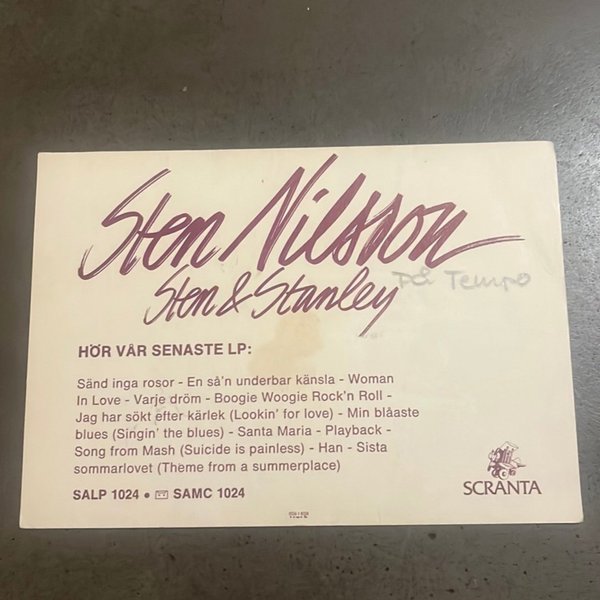 Sten Nilsson
Sten & Stanley
på Tempo
HÖR VÅR SENASTE LP:
Sänd inga rosor - En så'n underbar känsla - Woman
In Love - Varje dröm - Boogie Woogie Rock'n Roll -
Jag har sökt efter kärlek (Lookin' for love) - Min blåaste
blues (Singin' the blues) - Santa Maria - Playback -
Song from Mash (Suicide is painless) - Han - Sista
sommarlovet (Theme from a summerplace)
SALP 1024 • SAMC 1024
SCRANTA